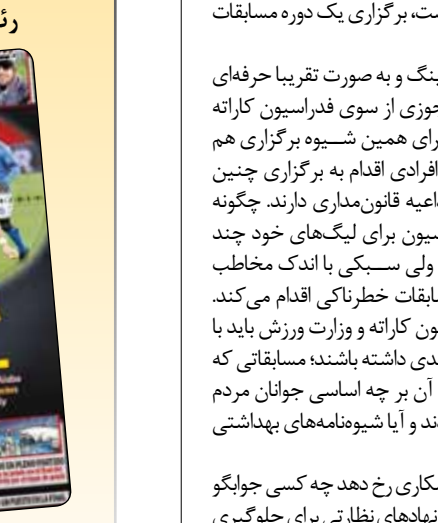 رئ
ست، برگزاری یک دوره مسابقات
ینگ و به صورت تقریبا حرفه‌ای
جوزی از سوی فدراسیون کاراته
برای همین شــیوه برگزاری هم
افرادی اقدام به برگزاری چنین
داعیه قانون‌مداری دارند. چگونه
سیون برای لیگ‌های خود چند
ولی ســبکی با اندک مخاطب
سابقات خطرناکی اقدام می‌کند.
ون کاراته و وزارت ورزش باید با
دی داشته باشند؛ مسابقاتی که
آن بر چه اساسی جوانان مردم
ند و آیا شیوه‌نامه‌های بهداشتی
شکاری رخ دهد چه کسی جوابگو
نهادهای نظارتی برای جلوگیری